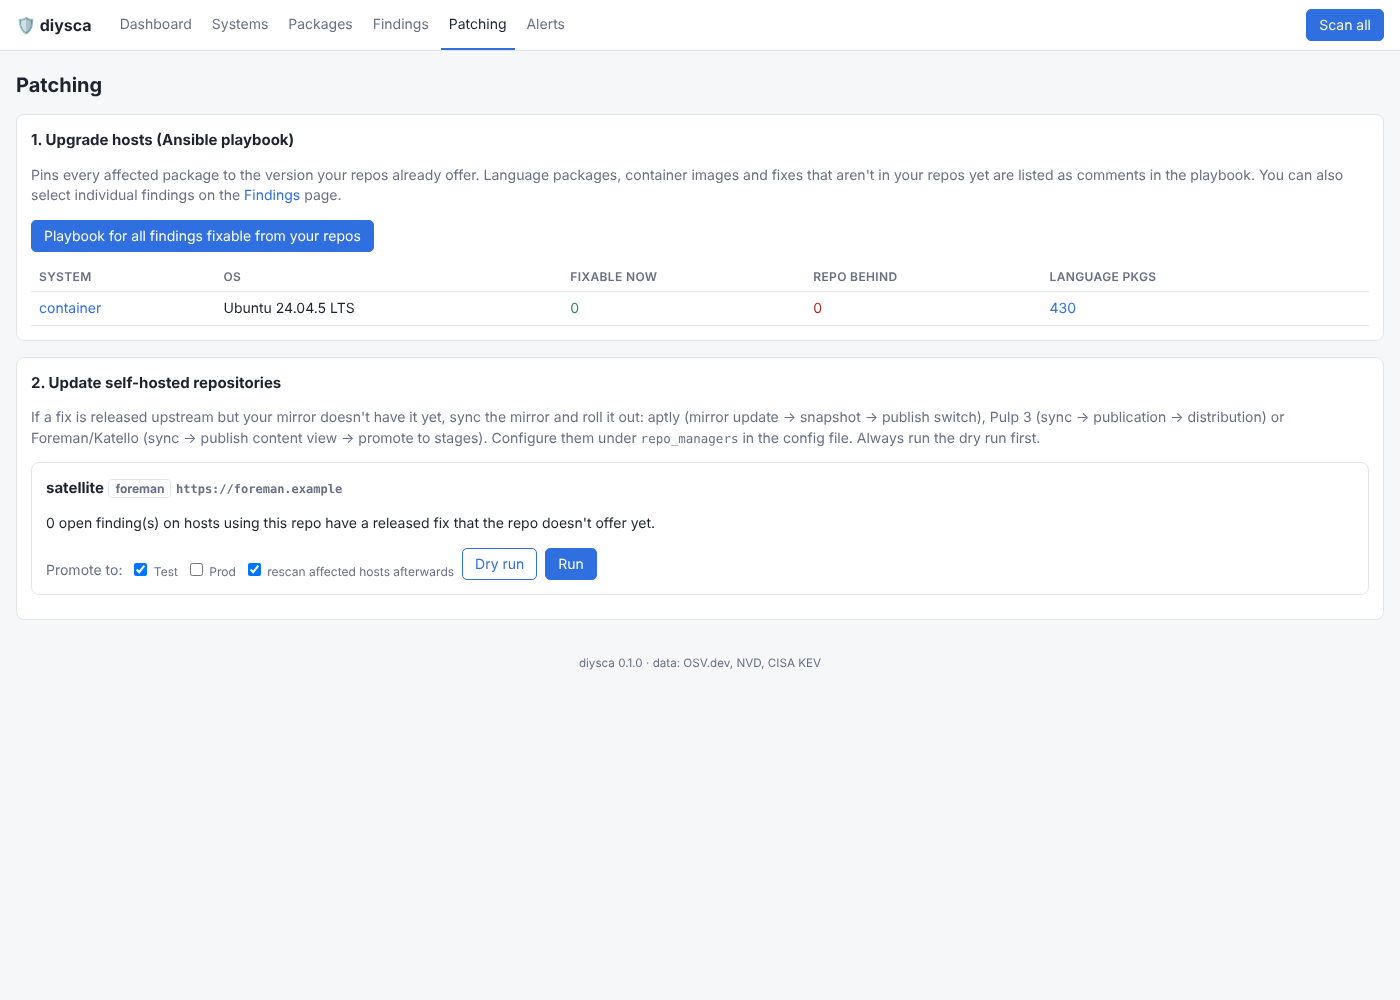 diysca Dashboard Systems Packages Findings Patching Alerts Scan all
Patching
1. Upgrade hosts (Ansible playbook)
Pins every affected package to the version your repos already offer. Language packages, container images and fixes that aren't in your repos yet are listed as comments in the playbook. You can also
select individual findings on the Findings page.
Playbook for all findings fixable from your repos
SYSTEM OS FIXABLE NOW REPO BEHIND LANGUAGE PKGS
container Ubuntu 24.04.5 LTS 0 0 430
2. Update self-hosted repositories
If a fix is released upstream but your mirror doesn't have it yet, sync the mirror and roll it out: aptly (mirror update → snapshot → publish switch), Pulp 3 (sync → publication → distribution) or
Foreman/Katello (sync → publish content view → promote to stages). Configure them under repo_managers in the config file. Always run the dry run first.
satellite foreman https://foreman.example
0 open finding(s) on hosts using this repo have a released fix that the repo doesn't offer yet.
Promote to: Test Prod rescan affected hosts afterwards Dry run Run
diysca 0.1.0 · data: OSV.dev, NVD, CISA KEV